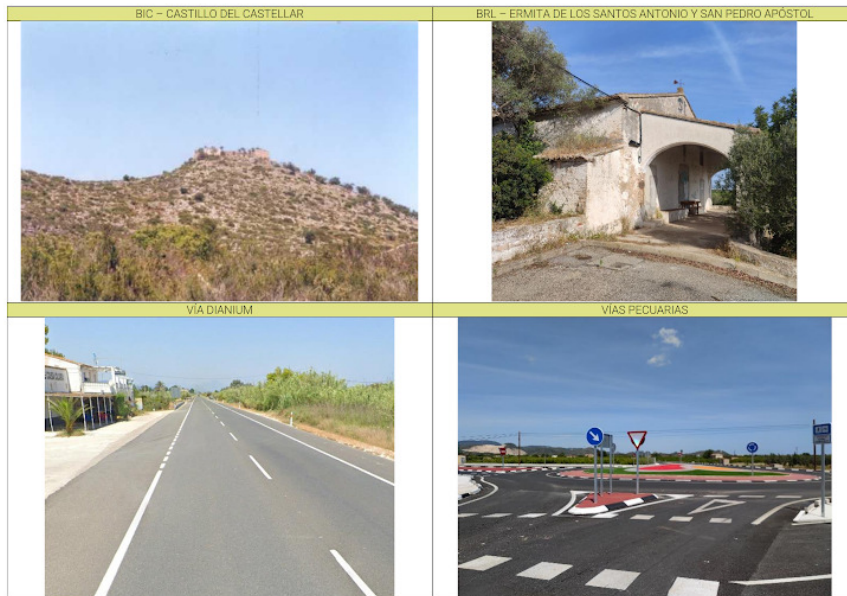 BIC – CASTILLO DEL CASTELLAR
BRL – ERMITA DE LOS SANTOS ANTONIO Y SAN PEDRO APÓSTOL
VÍA DIANIUM
VÍAS PECUARIAS